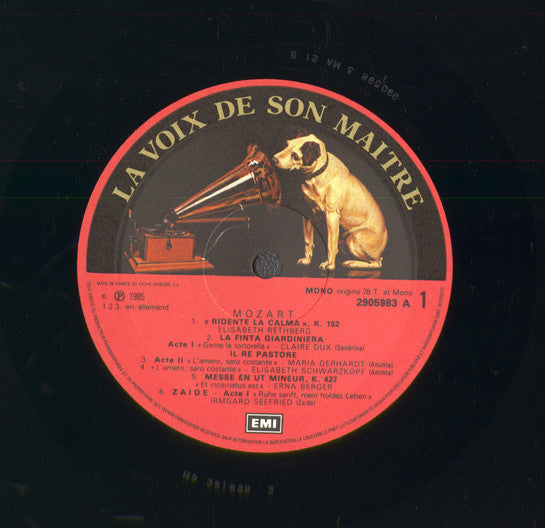 LA VOIX DE SON MAITRE
MADE IN FRANCE BY PATHE MARCONI
MONO origine 78 T. et Mono
6. Ⓟ 1985
2905983 A 1
1.2.3. en allemand
MOZART
1. « RIDENTE LA CALMA », K. 152
ELISABETH RETHBERG
2. LA FINTA GIARDINIERA
Acte I « Geme la tortorella » - CLAIRE DUX (Sandrina)
IL RE PASTORE
3. Acte II « L'amero, saro costante » - MARIA GERHARDT (Aminta)
4. « L'amero, saro costante » - ELISABETH SCHWARZKOPF (Aminta)
5. MESSE EN UT MINEUR, K. 427
« Et incarnatus est » - ERNA BERGER
6. ZAIDE - Acte I « Ruhe sanft, mein holdes Leben »
IRMGARD SEEFRIED (Zaide)
EMI
2905983 MA 21 B